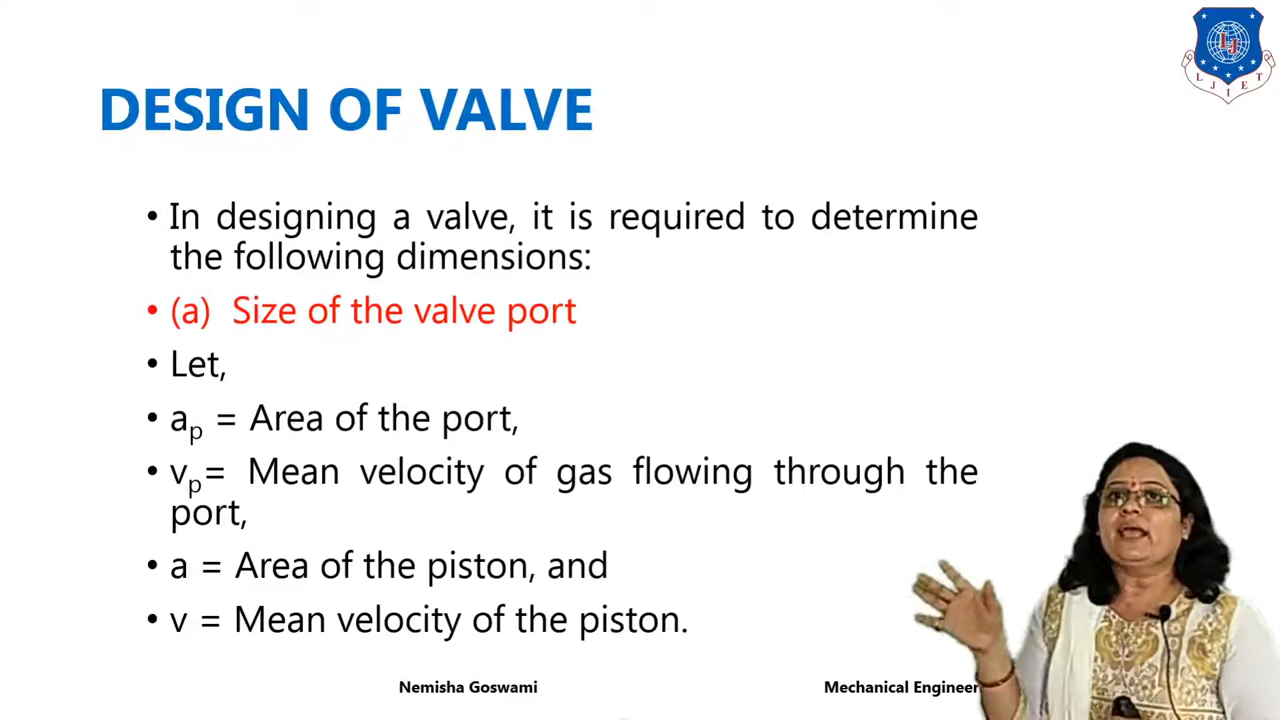 DESIGN OF VALVE
• In designing a valve, it is required to determine
the following dimensions:
• (a) Size of the valve port
• Let,
• aₚ = Area of the port,
• vₚ= Mean velocity of gas flowing through the
port,
• a = Area of the piston, and
• v = Mean velocity of the piston.
Nemisha Goswami
Mechanical Engineer
LJ
L J I E T